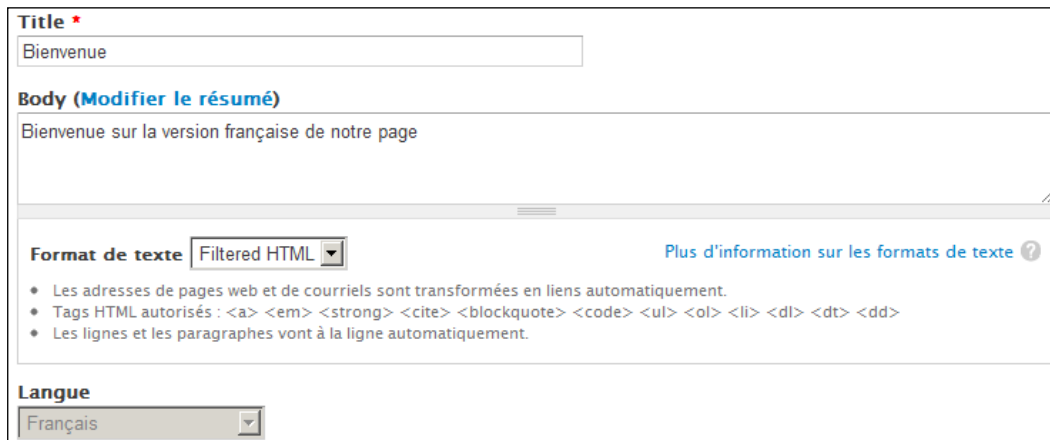 Title *
Bienvenue
Body (Modifier le résumé)
Bienvenue sur la version française de notre page
Format de texte Filtered HTML Plus d'information sur les formats de texte ?
• Les adresses de pages web et de courriels sont transformées en liens automatiquement.
• Tags HTML autorisés : <a> <em> <strong> <cite> <blockquote> <code> <ul> <ol> <li> <dl> <dt> <dd>
• Les lignes et les paragraphes vont à la ligne automatiquement.
Langue
Français